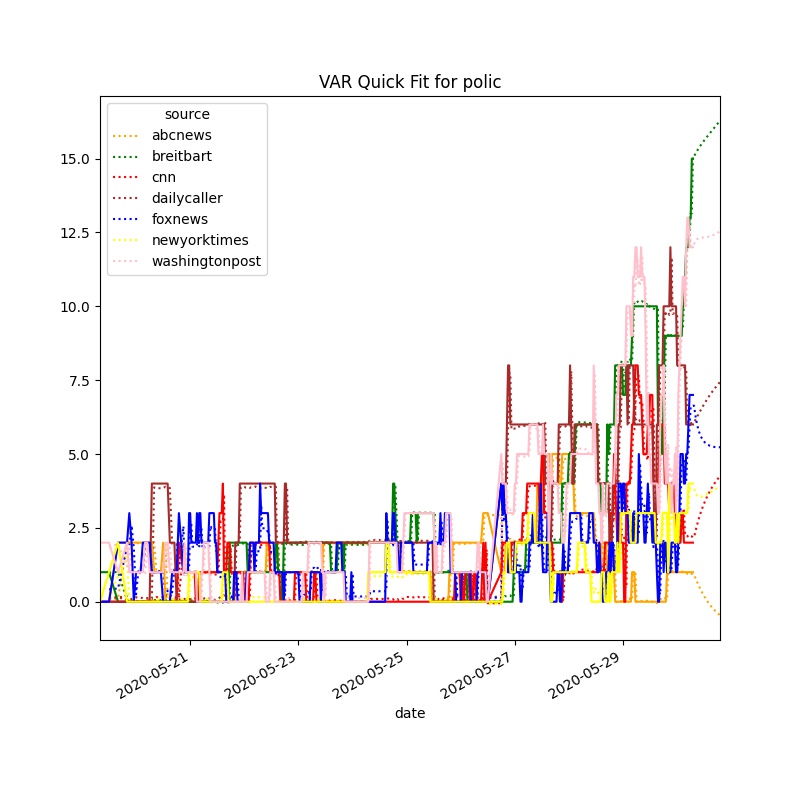 VAR Quick Fit for polic
source
abcnews
breitbart
cnn
dailycaller
foxnews
newyorktimes
washingtonpost
15.0
12.5
10.0
7.5
5.0
2.5
0.0
2020-05-21
2020-05-23
2020-05-25
2020-05-27
2020-05-29
date